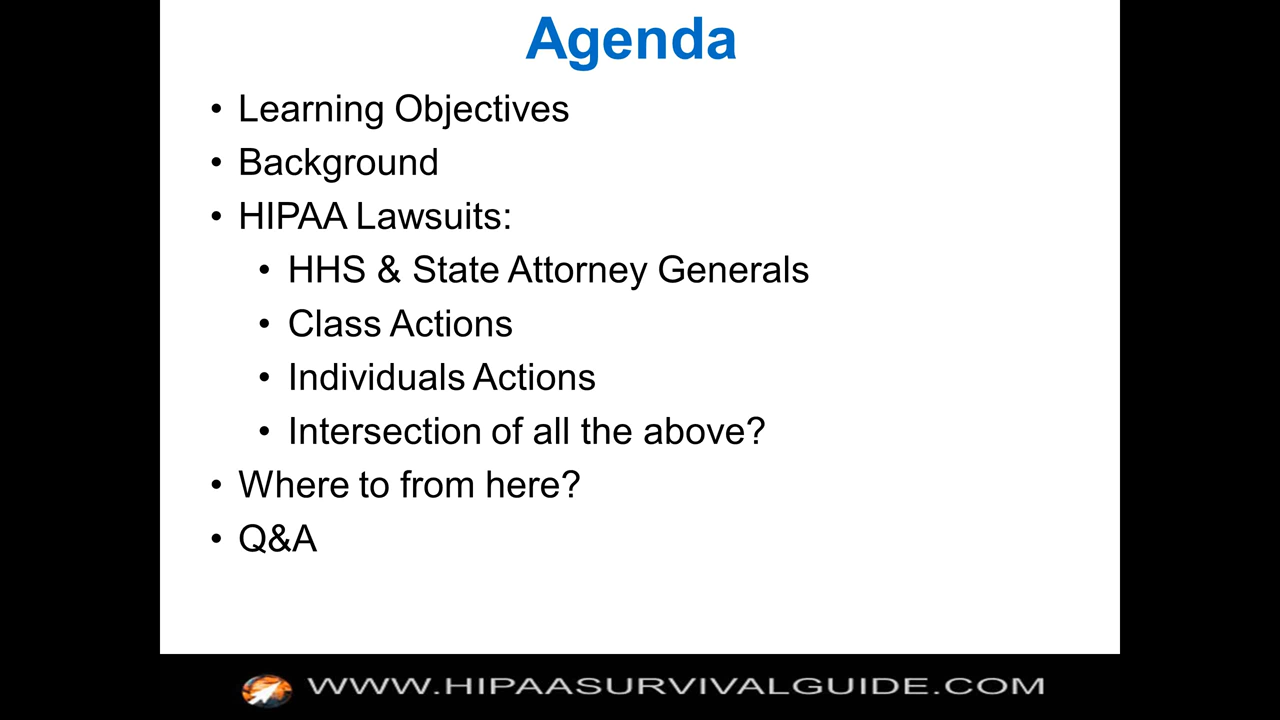 Agenda
• Learning Objectives
• Background
• HIPAA Lawsuits:
• HHS & State Attorney Generals
• Class Actions
• Individuals Actions
• Intersection of all the above?
• Where to from here?
• Q&A
WWW.HIPAASURVIVALGUIDE.COM